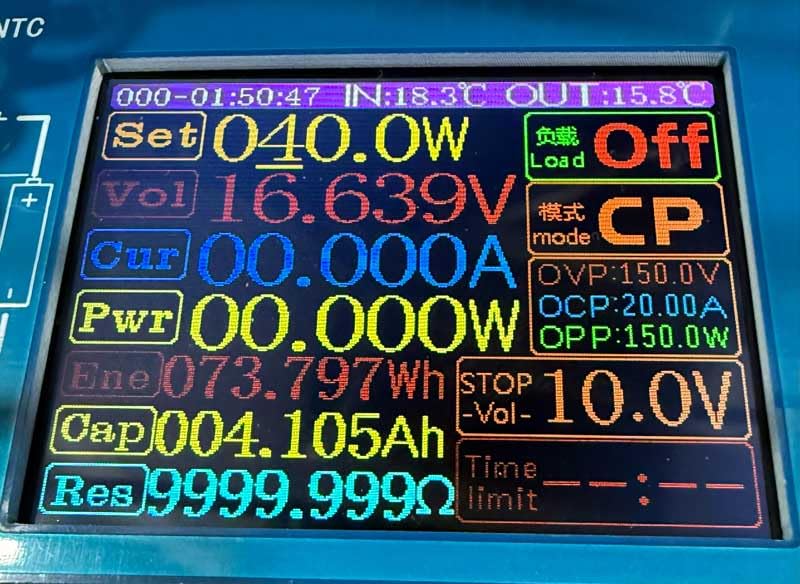 NTC
000-01:50:47 IN:18.3℃ OUT:15.8℃
Set 040.0W
负载
Load Off
Vol 16.639V
模式
mode CP
Cur 00.000A
OVP:150.0V
OCP:20.00A
OPP:150.0W
Pwr 00.000W
Ene 073.797Wh
STOP
-Vol- 10.0V
Cap 004.105Ah
Time
limit --:--
Res 9999.999Ω